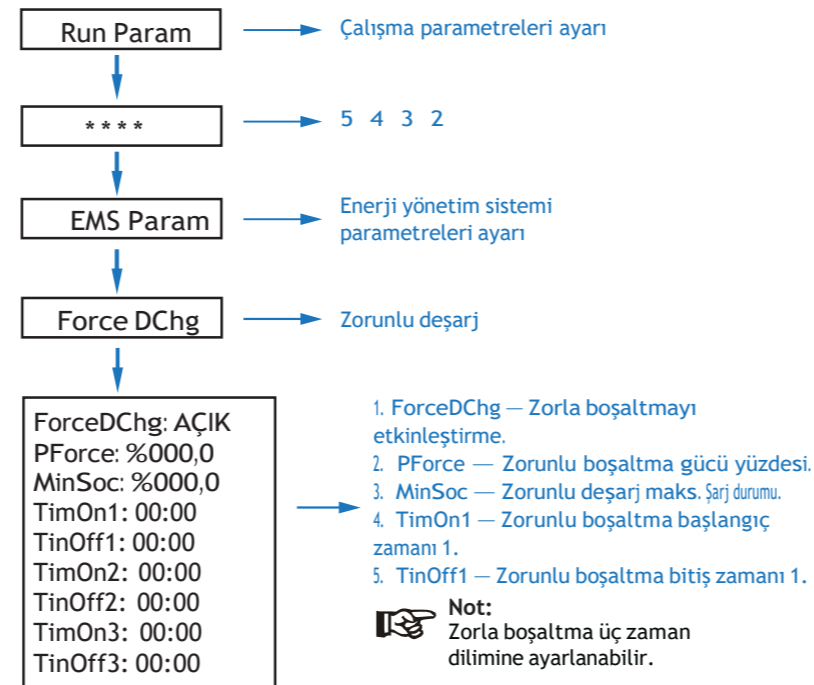 Run Param
Çalışma parametreleri ayarı
* * * *
5 4 3 2
EMS Param
Enerji yönetim sistemi
parametreleri ayarı
Force DChg
Zorunlu deşarj
ForceDChg: AÇIK
PForce: %000,0
MinSoc: %000,0
TimOn1: 00:00
TinOff1: 00:00
TimOn2: 00:00
TinOff2: 00:00
TimOn3: 00:00
TinOff3: 00:00
1. ForceDChg — Zorla boşaltmayı
etkinleştirme.
2. PForce — Zorunlu boşaltma gücü yüzdesi.
3. MinSoc — Zorunlu deşarj maks. Şarj durumu.
4. TimOn1 — Zorunlu boşaltma başlangıç
zamanı 1.
5. TinOff1 — Zorunlu boşaltma bitiş zamanı 1.
Not:
Zorla boşaltma üç zaman
dilimine ayarlanabilir.